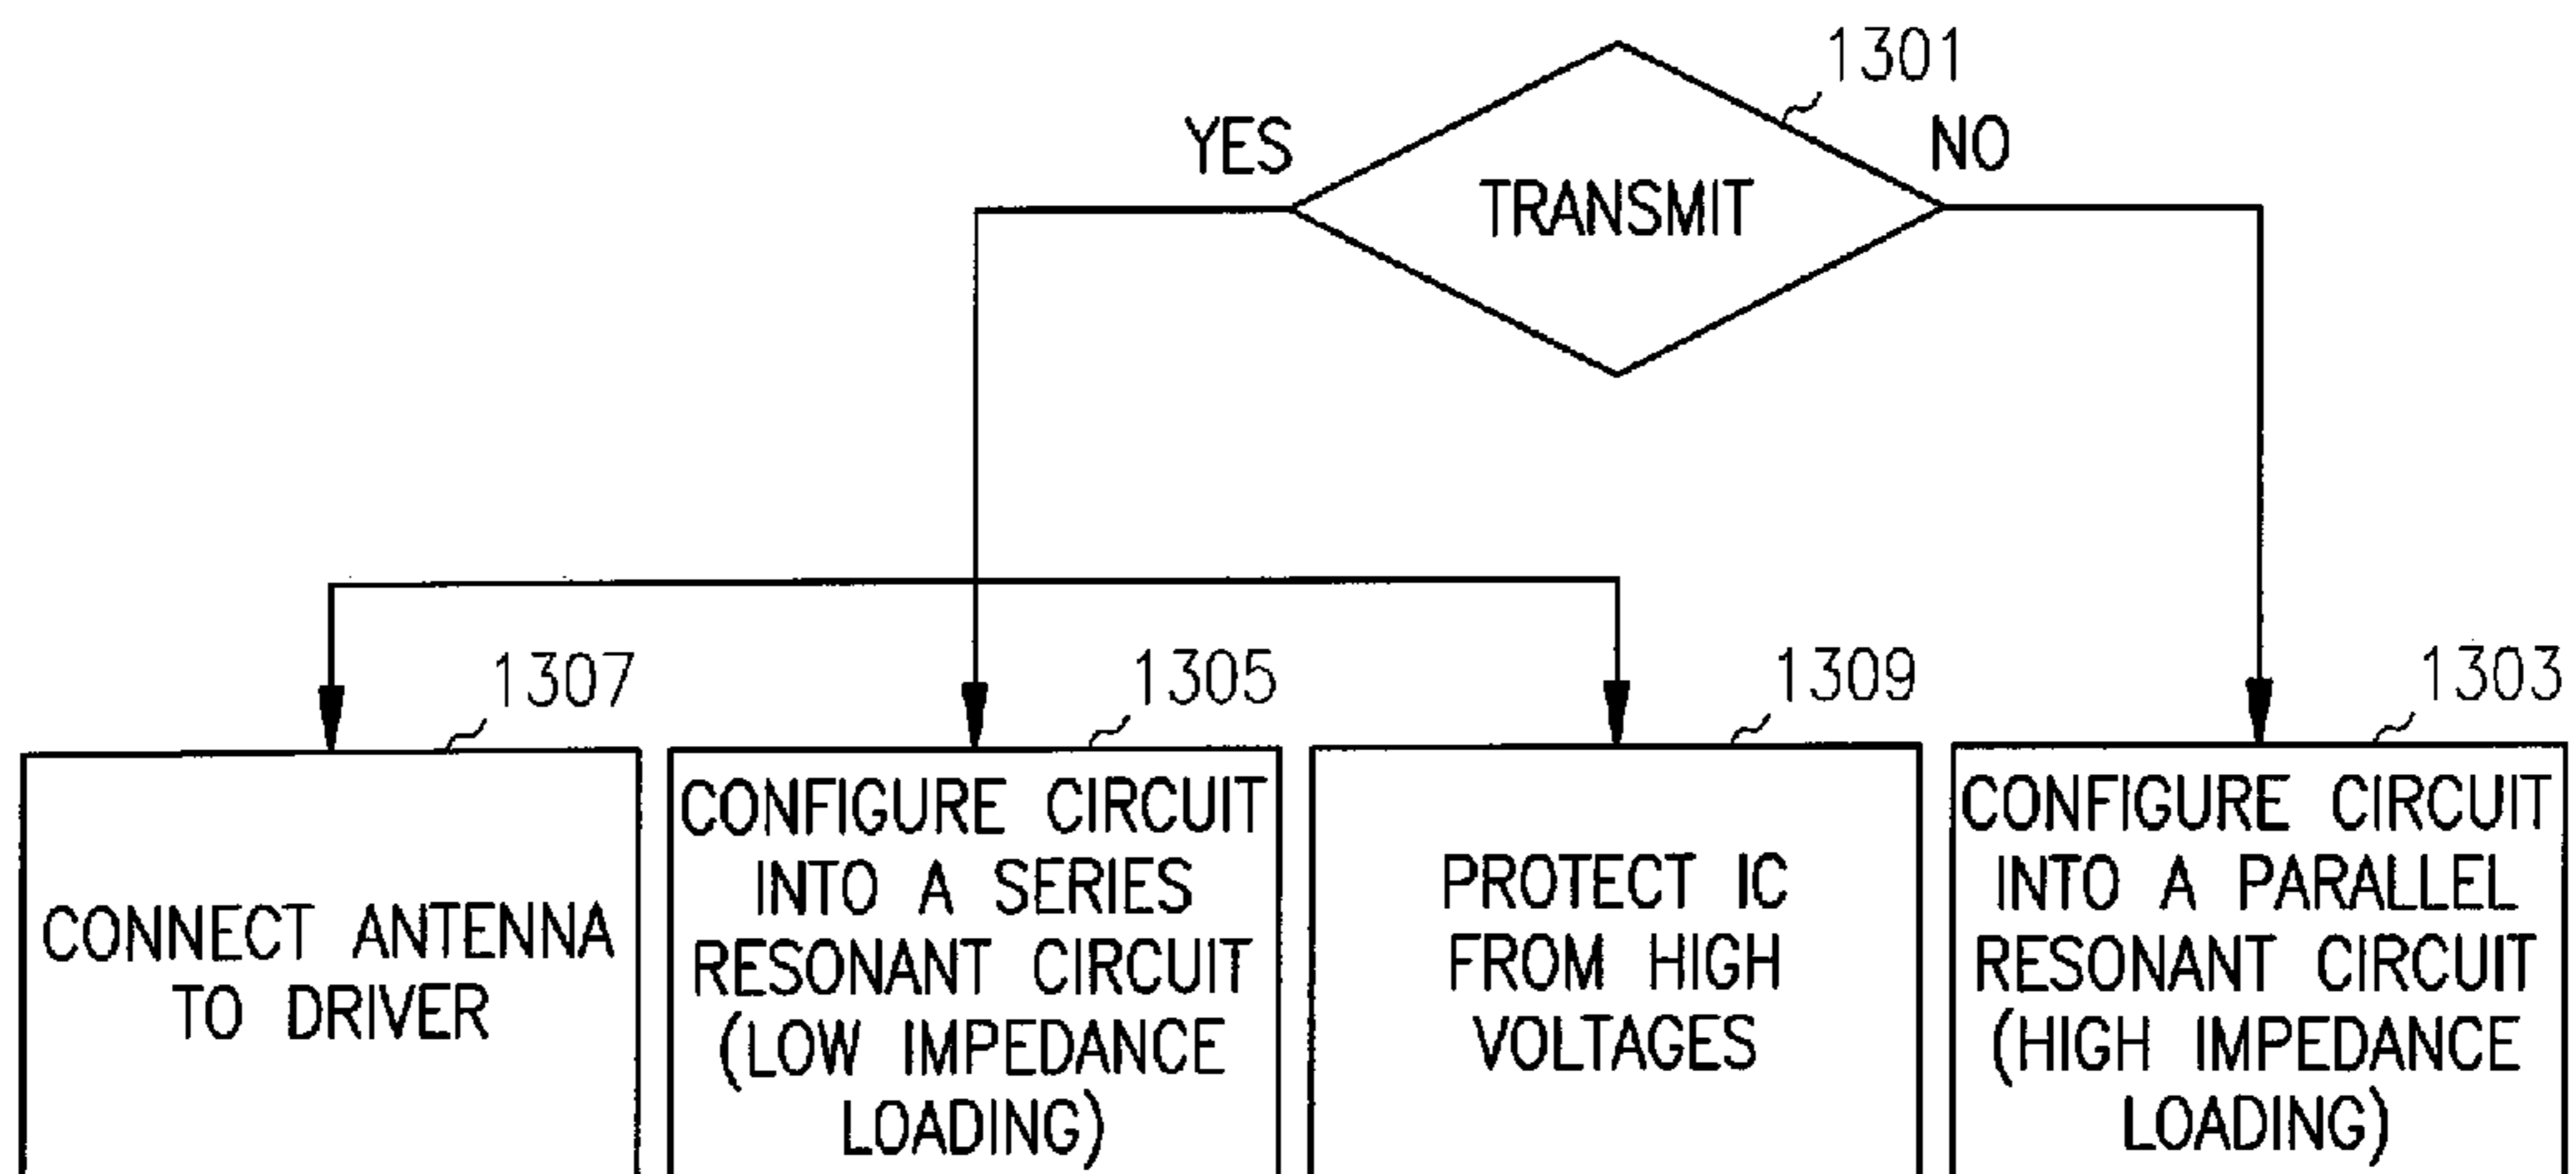 1301
YES
NO
TRANSMIT
1307
1305
1309
1303
CONNECT ANTENNA
TO DRIVER
CONFIGURE CIRCUIT
INTO A SERIES
RESONANT CIRCUIT
(LOW IMPEDANCE
LOADING)
PROTECT IC
FROM HIGH
VOLTAGES
CONFIGURE CIRCUIT
INTO A PARALLEL
RESONANT CIRCUIT
(HIGH IMPEDANCE
LOADING)